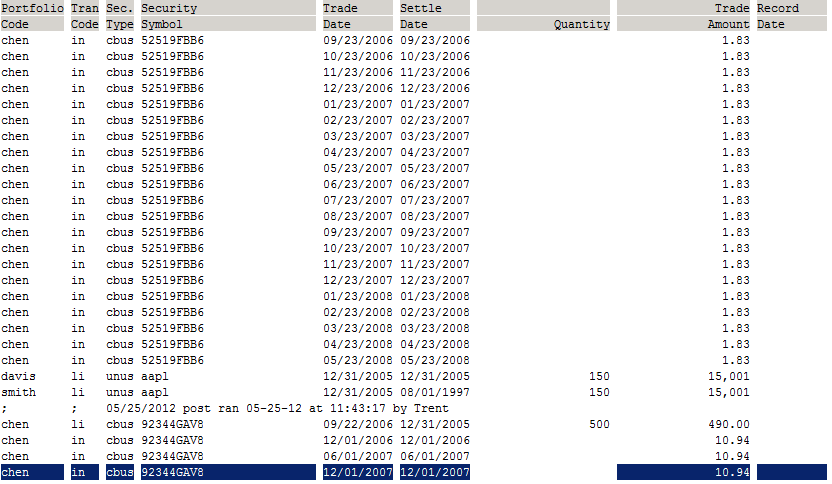 Portfolio Tran Sec. Security Trade Settle Trade Record
Code Code Type Symbol Date Date Quantity Amount Date
chen in cbus 52519FBB6 09/23/2006 09/23/2006 1.83
chen in cbus 52519FBB6 10/23/2006 10/23/2006 1.83
chen in cbus 52519FBB6 11/23/2006 11/23/2006 1.83
chen in cbus 52519FBB6 12/23/2006 12/23/2006 1.83
chen in cbus 52519FBB6 01/23/2007 01/23/2007 1.83
chen in cbus 52519FBB6 02/23/2007 02/23/2007 1.83
chen in cbus 52519FBB6 03/23/2007 03/23/2007 1.83
chen in cbus 52519FBB6 04/23/2007 04/23/2007 1.83
chen in cbus 52519FBB6 05/23/2007 05/23/2007 1.83
chen in cbus 52519FBB6 06/23/2007 06/23/2007 1.83
chen in cbus 52519FBB6 07/23/2007 07/23/2007 1.83
chen in cbus 52519FBB6 08/23/2007 08/23/2007 1.83
chen in cbus 52519FBB6 09/23/2007 09/23/2007 1.83
chen in cbus 52519FBB6 10/23/2007 10/23/2007 1.83
chen in cbus 52519FBB6 11/23/2007 11/23/2007 1.83
chen in cbus 52519FBB6 12/23/2007 12/23/2007 1.83
chen in cbus 52519FBB6 01/23/2008 01/23/2008 1.83
chen in cbus 52519FBB6 02/23/2008 02/23/2008 1.83
chen in cbus 52519FBB6 03/23/2008 03/23/2008 1.83
chen in cbus 52519FBB6 04/23/2008 04/23/2008 1.83
chen in cbus 52519FBB6 05/23/2008 05/23/2008 1.83
davis li unus aapl 12/31/2005 12/31/2005 150 15,001
smith li unus aapl 12/31/2005 08/01/1997 150 15,001
; ; 05/25/2012 post ran 05-25-12 at 11:43:17 by Trent
chen li cbus 92344GAV8 09/22/2006 12/31/2005 500 490.00
chen in cbus 92344GAV8 12/01/2006 12/01/2006 10.94
chen in cbus 92344GAV8 06/01/2007 06/01/2007 10.94
chen in cbus 92344GAV8 12/01/2007 12/01/2007 10.94